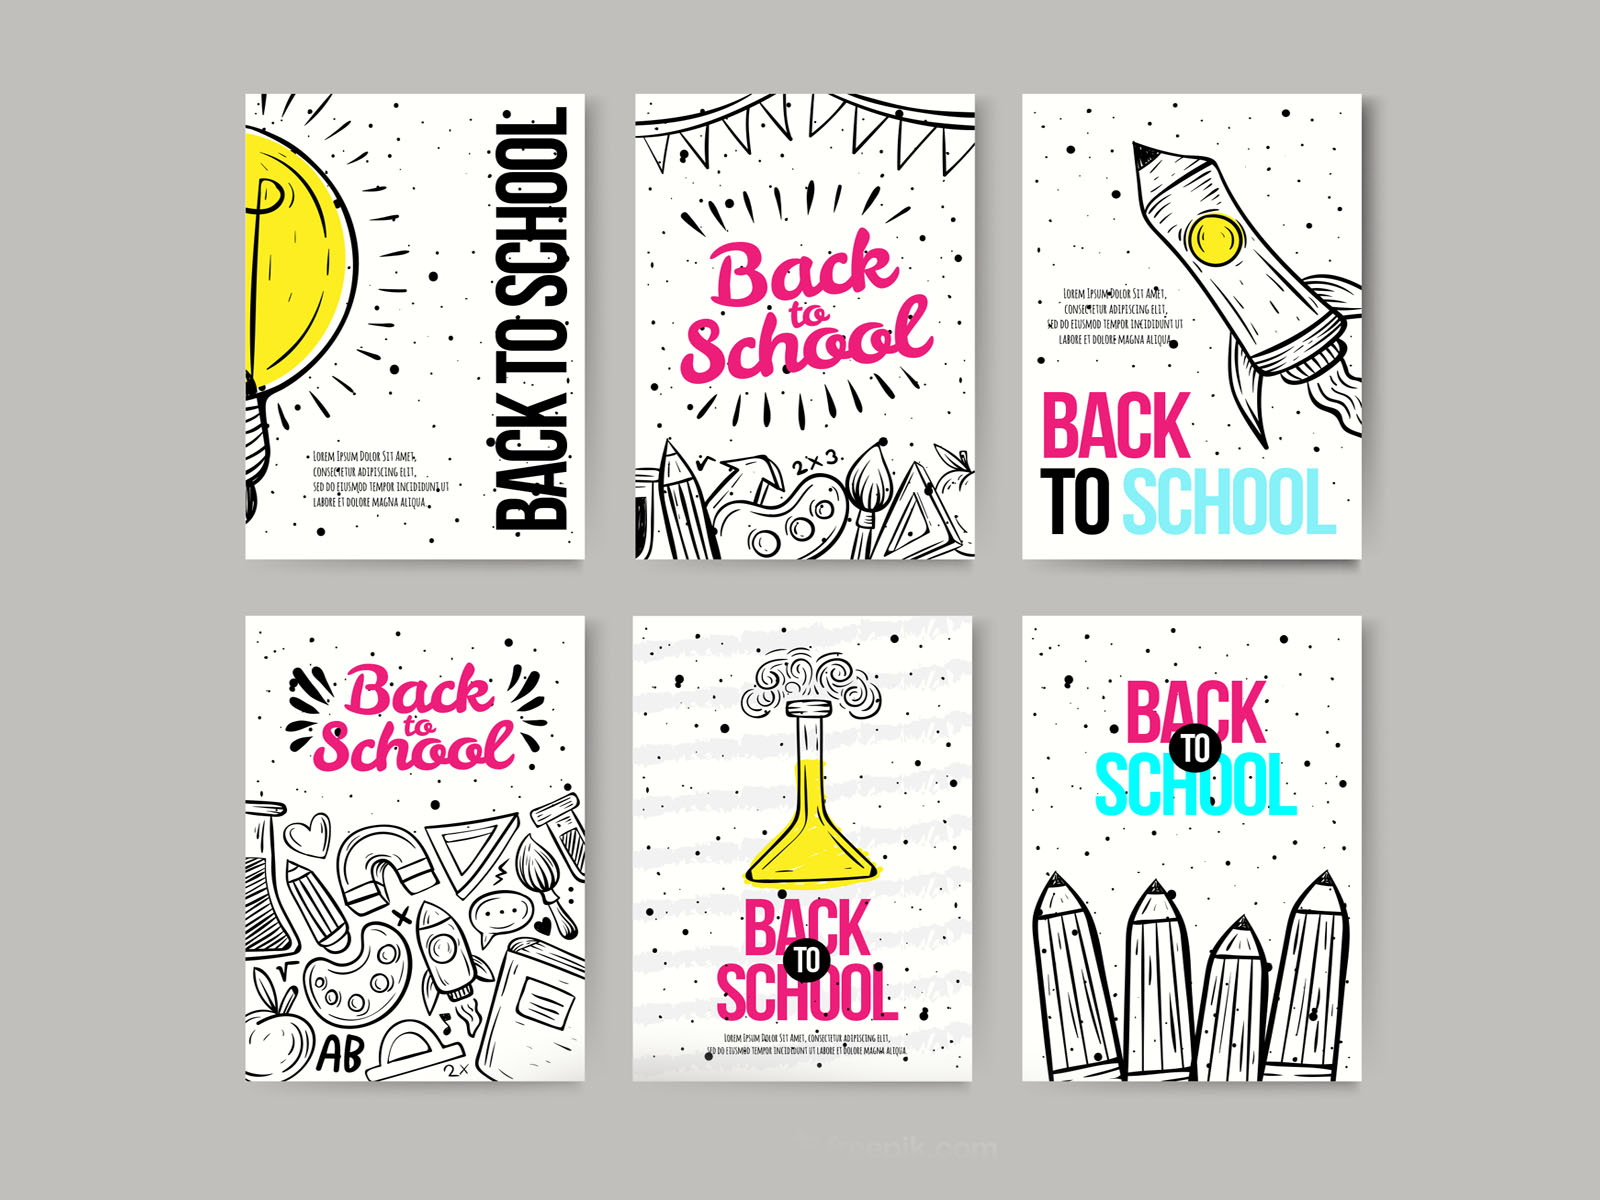 BACK TO SCHOOL
Lorem Ipsum Dolor Sit Amet,
consectetur adipiscing elit,
sed do eiusmod tempor incididunt ut
labore et dolore magna aliqua.
Back
to
School
2×3
Lorem Ipsum Dolor Sit Amet,
consectetur adipiscing elit,
sed do eiusmod tempor incididunt ut
labore et dolore magna aliqua.
BACK
TO SCHOOL
Back
to
School
AB
2×
BACK
TO
SCHOOL
Lorem Ipsum Dolor Sit Amet, consectetur adipiscing elit,
sed do eiusmod tempor incididunt ut labore et dolore magna aliqua.
BACK
TO
SCHOOL
freepik.com